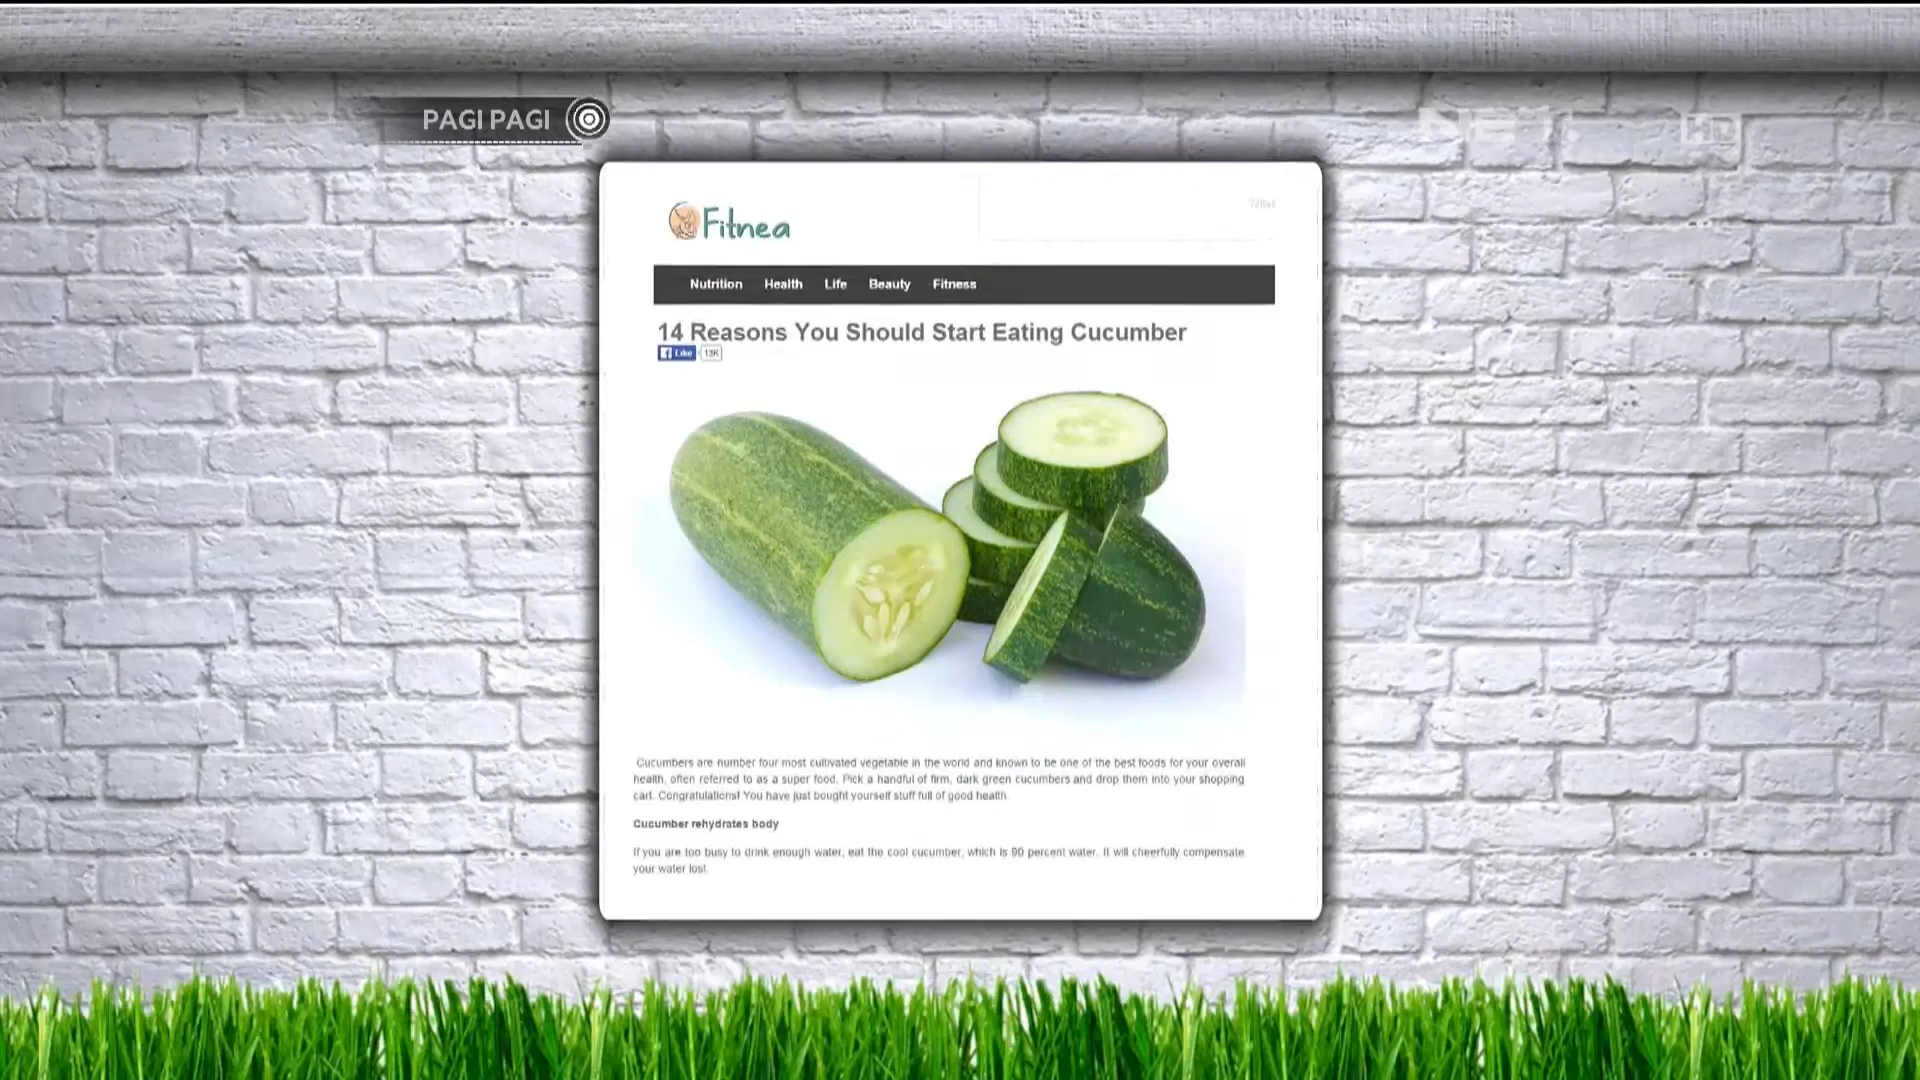 PAGI PAGI
NET.
HD
Fitnea
Nutrition Health Life Beauty Fitness
14 Reasons You Should Start Eating Cucumber
Like 13K
Cucumbers are number four most cultivated vegetable in the world and known to be one of the best foods for your overall
health, often referred to as a super food. Pick a handful of firm, dark green cucumbers and drop them into your shopping
cart. Congratulations! You have just bought yourself stuff full of good health.
Cucumber rehydrates body
If you are too busy to drink enough water, eat the cool cucumber, which is 90 percent water. It will cheerfully compensate
your water lost.